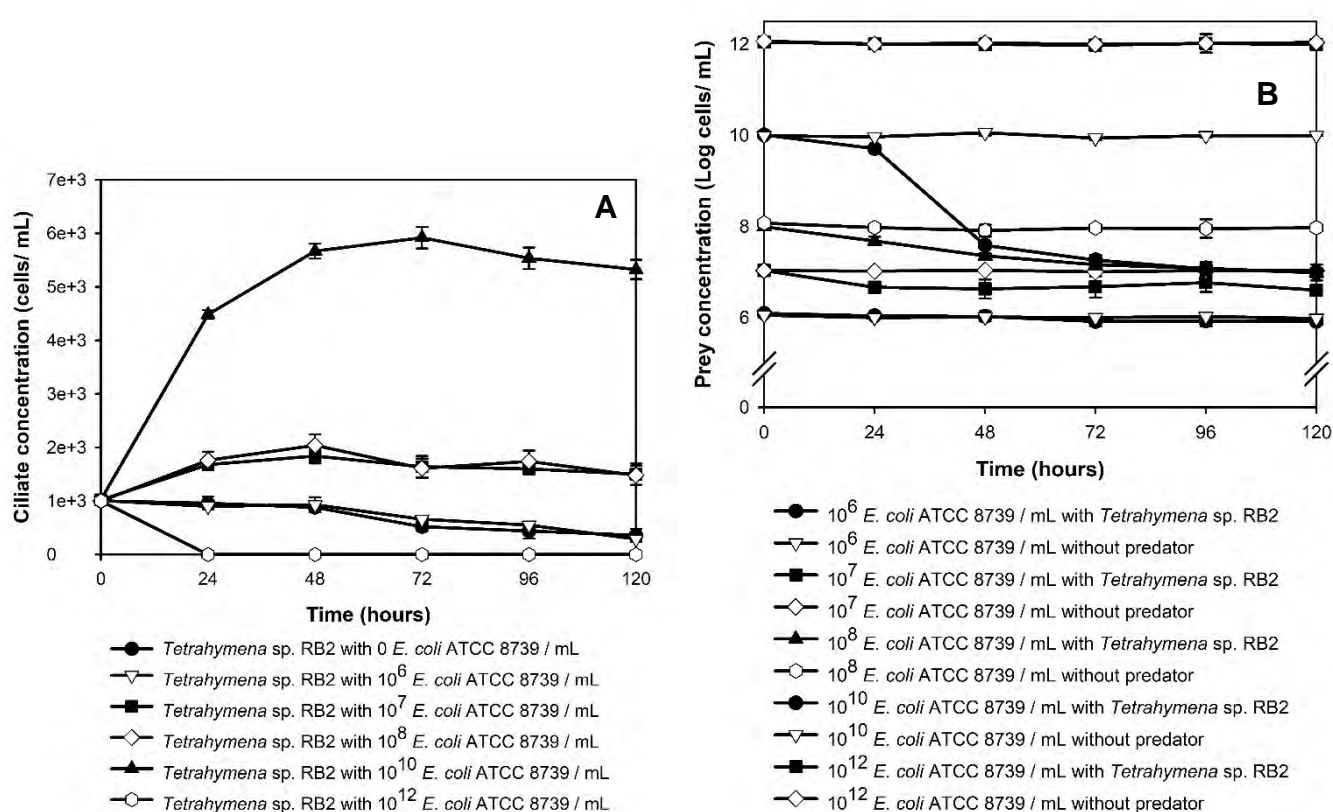 A
Ciliate concentration (cells/ mL)
7e+3
6e+3
5e+3
4e+3
3e+3
2e+3
1e+3
0
0 24 48 72 96 120
Time (hours)
Tetrahymena sp. RB2 with 0 E. coli ATCC 8739 / mL
Tetrahymena sp. RB2 with 10^6 E. coli ATCC 8739 / mL
Tetrahymena sp. RB2 with 10^7 E. coli ATCC 8739 / mL
Tetrahymena sp. RB2 with 10^8 E. coli ATCC 8739 / mL
Tetrahymena sp. RB2 with 10^10 E. coli ATCC 8739 / mL
Tetrahymena sp. RB2 with 10^12 E. coli ATCC 8739 / mL
B
Prey concentration (Log cells/ mL)
12
10
8
6
0
0 24 48 72 96 120
Time (hours)
10^6 E. coli ATCC 8739 / mL with Tetrahymena sp. RB2
10^6 E. coli ATCC 8739 / mL without predator
10^7 E. coli ATCC 8739 / mL with Tetrahymena sp. RB2
10^7 E. coli ATCC 8739 / mL without predator
10^8 E. coli ATCC 8739 / mL with Tetrahymena sp. RB2
10^8 E. coli ATCC 8739 / mL without predator
10^10 E. coli ATCC 8739 / mL with Tetrahymena sp. RB2
10^10 E. coli ATCC 8739 / mL without predator
10^12 E. coli ATCC 8739 / mL with Tetrahymena sp. RB2
10^12 E. coli ATCC 8739 / mL without predator